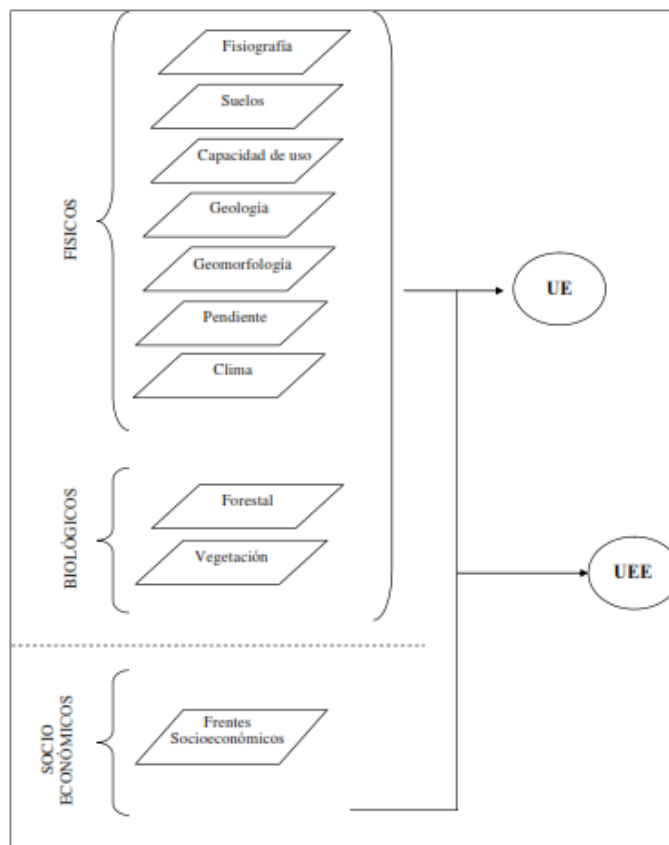 FISICOS
Fisiografía
Suelos
Capacidad de uso
Geología
Geomorfología
Pendiente
Clima
UE
BIOLÓGICOS
Forestal
Vegetación
UEE
SOCIO
ECONÓMICOS
Frentes
Socioeconómicos